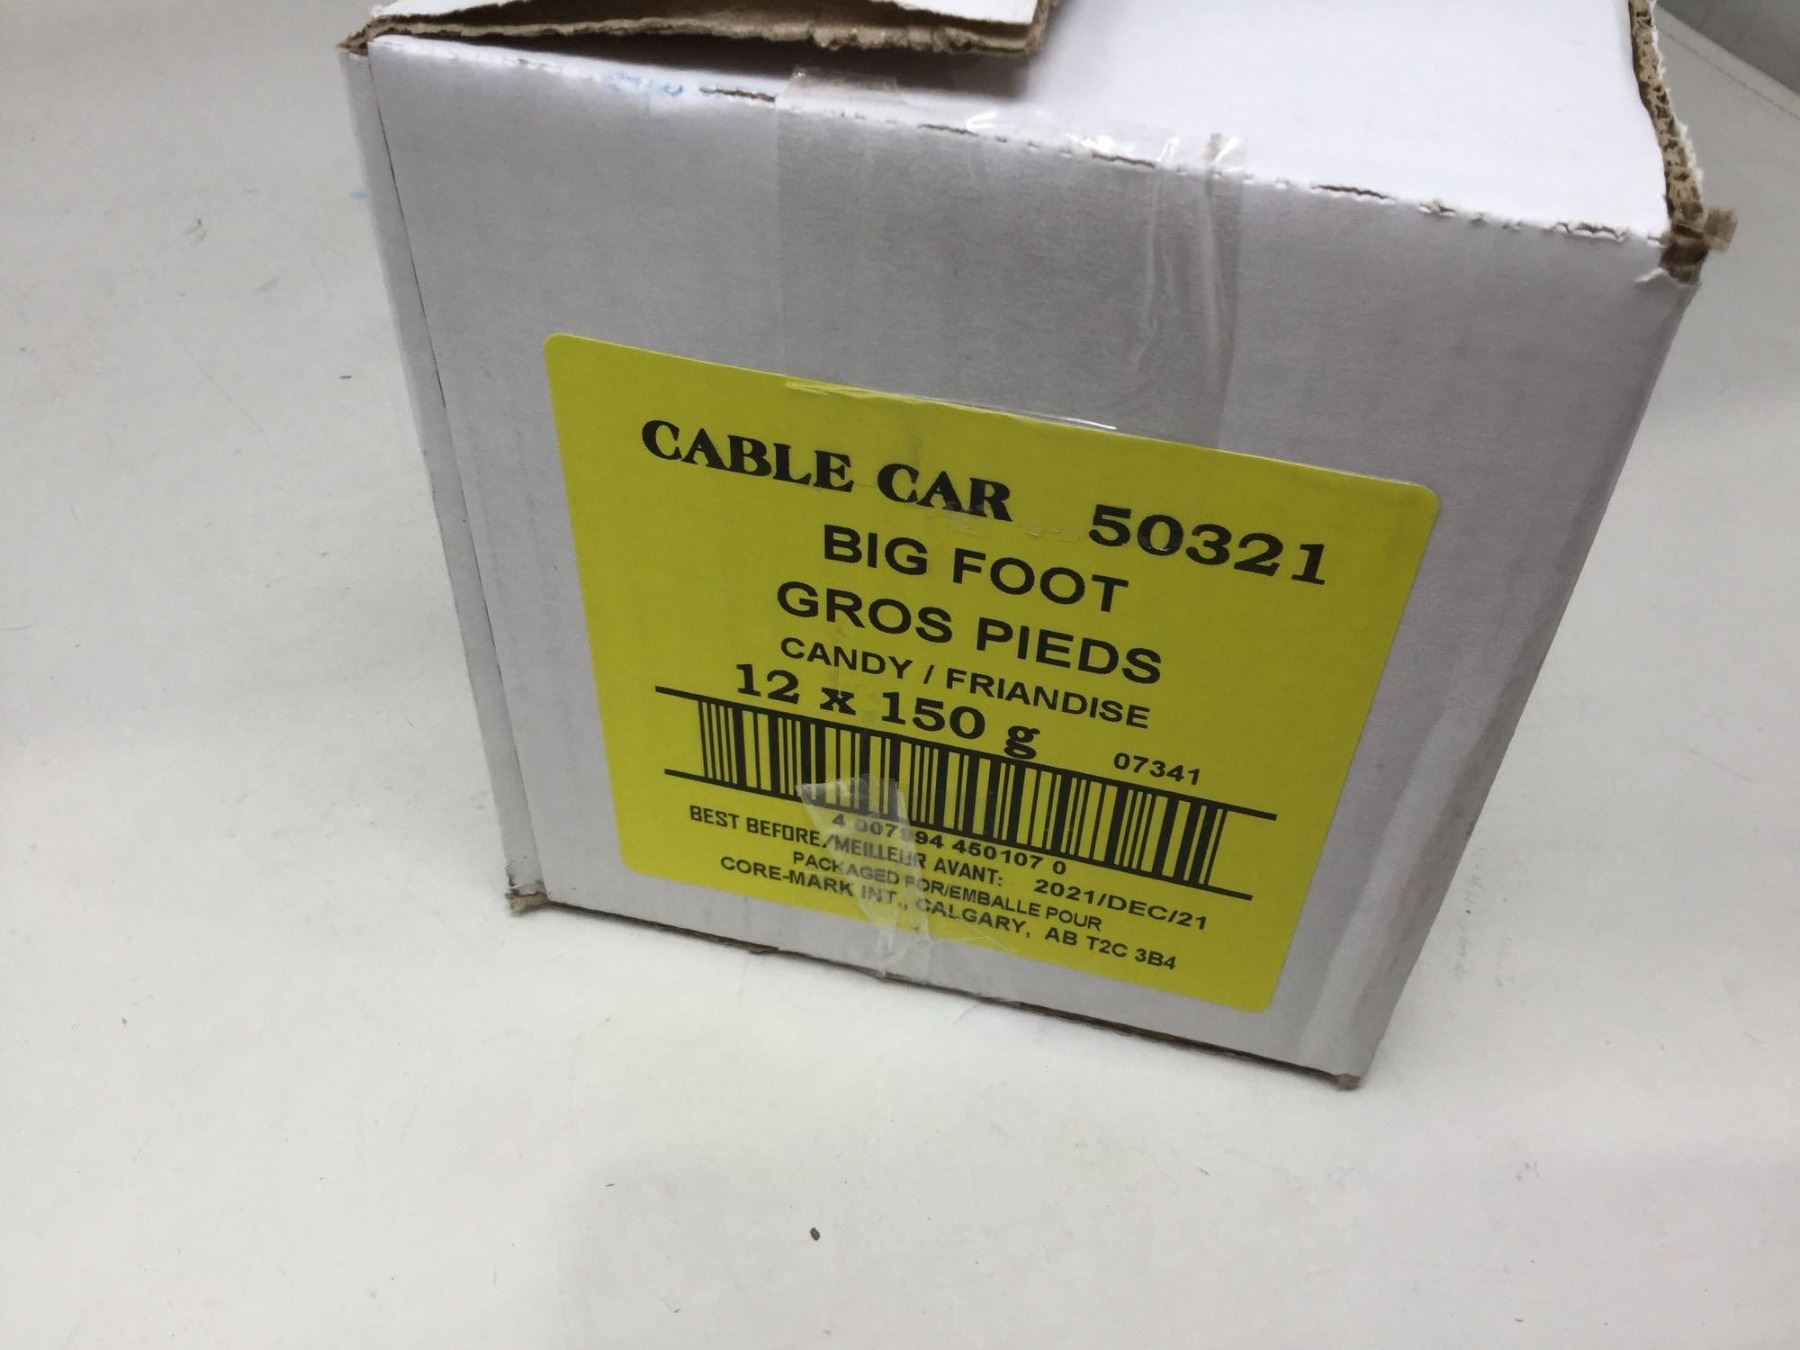 CABLE CAR 50321
BIG FOOT
GROS PIEDS
CANDY / FRIANDISE
12 x 150 g
07341
4 007994 450107 0
BEST BEFORE/MEILLEUR AVANT: 2021/DEC/21
PACKAGED FOR/EMBALLE POUR
CORE-MARK INT., CALGARY, AB T2C 3B4